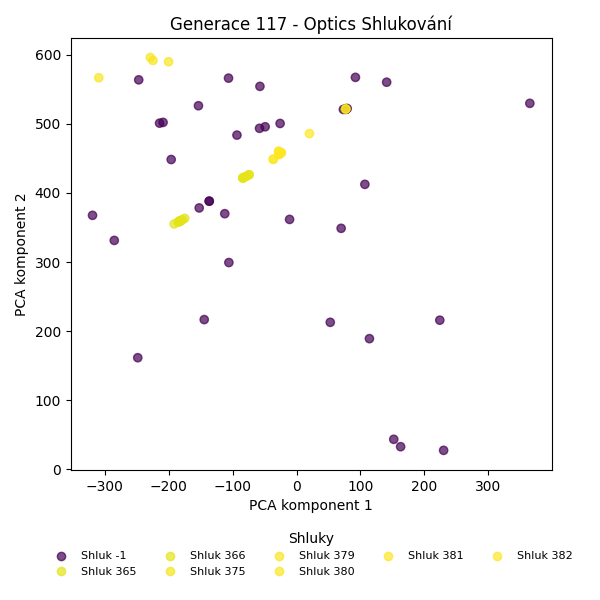 Generace 117 - Optics Shlukování
600
500
400
300
200
100
0
PCA komponent 2
−300 −200 −100 0 100 200 300
PCA komponent 1
Shluky
Shluk -1 Shluk 366 Shluk 379 Shluk 381 Shluk 382
Shluk 365 Shluk 375 Shluk 380